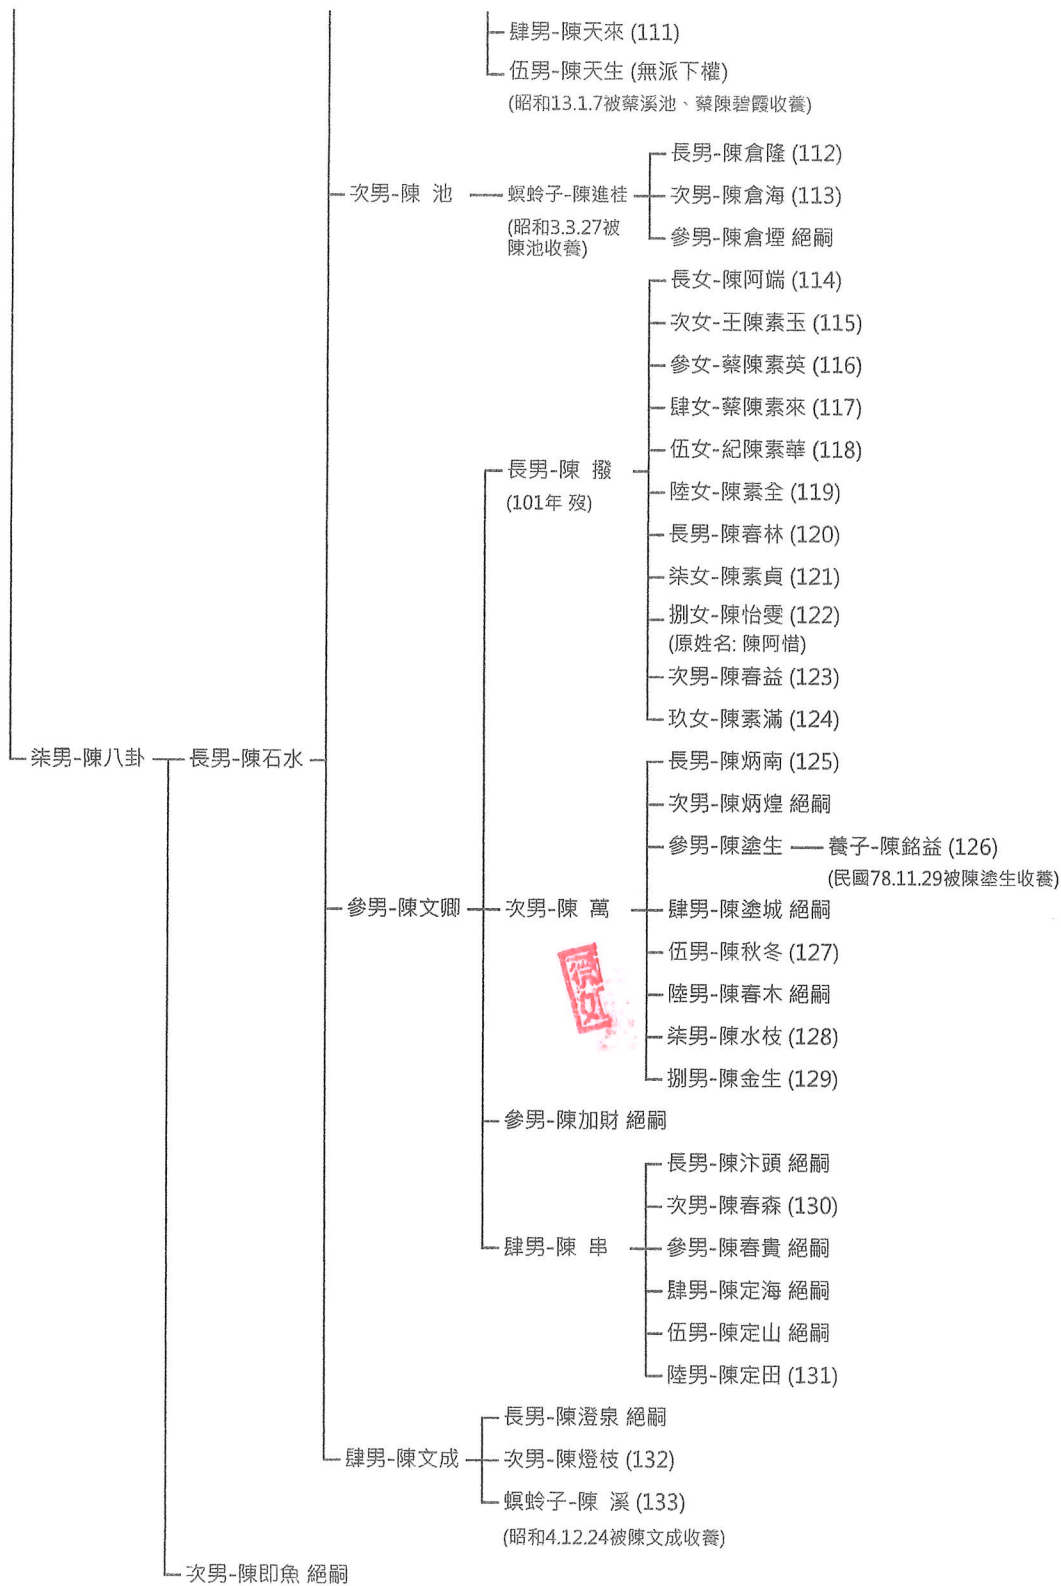 肆男-陳天來 (111)
伍男-陳天生 (無派下權)
(昭和13.1.7被蔡溪池、蔡陳碧霞收養)
長男-陳倉隆 (112)
次男-陳 池
螟蛉子-陳進桂
次男-陳倉海 (113)
(昭和3.3.27被
陳池收養)
參男-陳倉堙 絕嗣
長女-陳阿端 (114)
次女-王陳素玉 (115)
參女-蔡陳素英 (116)
肆女-蔡陳素來 (117)
伍女-紀陳素華 (118)
長男-陳 撥
(101年 歿)
陸女-陳素全 (119)
長男-陳春林 (120)
柒女-陳素貞 (121)
捌女-陳怡雯 (122)
(原姓名: 陳阿惜)
次男-陳春益 (123)
玖女-陳素滿 (124)
柒男-陳八卦
長男-陳石水
長男-陳炳南 (125)
次男-陳炳煌 絕嗣
參男-陳塗生
養子-陳銘益 (126)
(民國78.11.29被陳塗生收養)
參男-陳文卿
次男-陳 萬
肆男-陳塗城 絕嗣
伍男-陳秋冬 (127)
陸男-陳春木 絕嗣
柒男-陳水枝 (128)
捌男-陳金生 (129)
參男-陳加財 絕嗣
長男-陳汴頭 絕嗣
次男-陳春森 (130)
肆男-陳 串
參男-陳春貴 絕嗣
肆男-陳定海 絕嗣
伍男-陳定山 絕嗣
陸男-陳定田 (131)
長男-陳澄泉 絕嗣
肆男-陳文成
次男-陳燈枝 (132)
螟蛉子-陳 溪 (133)
(昭和4.12.24被陳文成收養)
次男-陳即魚 絕嗣